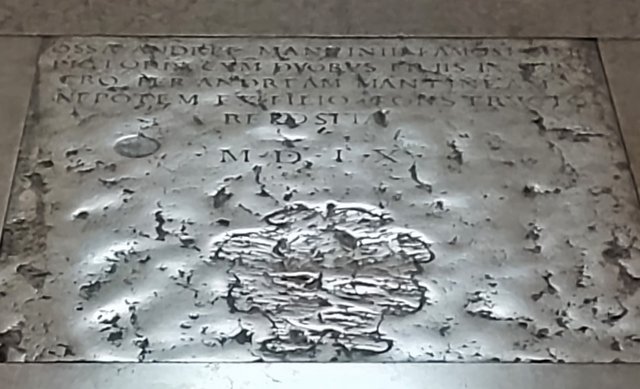 OSSA ANDREAE MANTINIAE FAMOSISSIMI
PICTORIS CVM DVOBVS FILIIS IN SEPVL
CRO PER ANDREAM MANTINEAM
NEPOTEM EX FILIO CONSTRVCTO
REPOSITA
M D L X